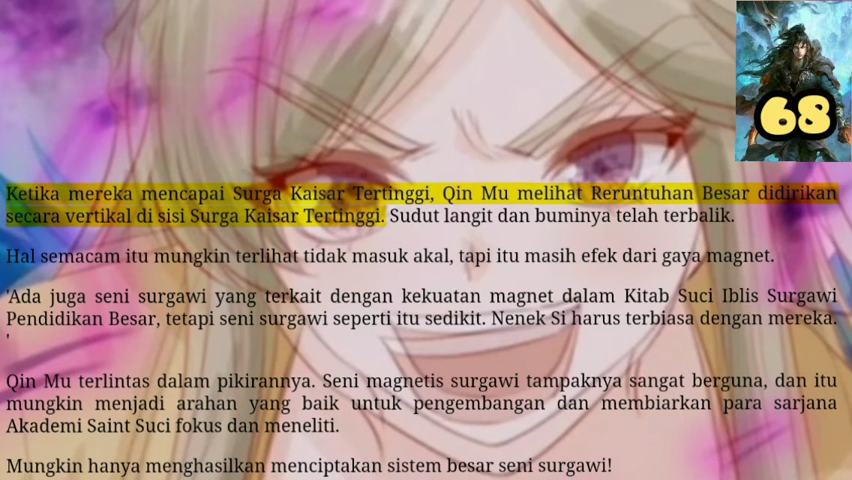 68
Ketika mereka mencapai Surga Kaisar Tertinggi, Qin Mu melihat Reruntuhan Besar didirikan
secara vertikal di sisi Surga Kaisar Tertinggi. Sudut langit dan buminya telah terbalik.
Hal semacam itu mungkin terlihat tidak masuk akal, tapi itu masih efek dari gaya magnet.
'Ada juga seni surgawi yang terkait dengan kekuatan magnet dalam Kitab Suci Iblis Surgawi
Pendidikan Besar, tetapi seni surgawi seperti itu sedikit. Nenek Si harus terbiasa dengan mereka.
'
Qin Mu terlintas dalam pikirannya. Seni magnetis surgawi tampaknya sangat berguna, dan itu
mungkin menjadi arahan yang baik untuk pengembangan dan membiarkan para sarjana
Akademi Saint Suci fokus dan meneliti.
Mungkin hanya menghasilkan menciptakan sistem besar seni surgawi!